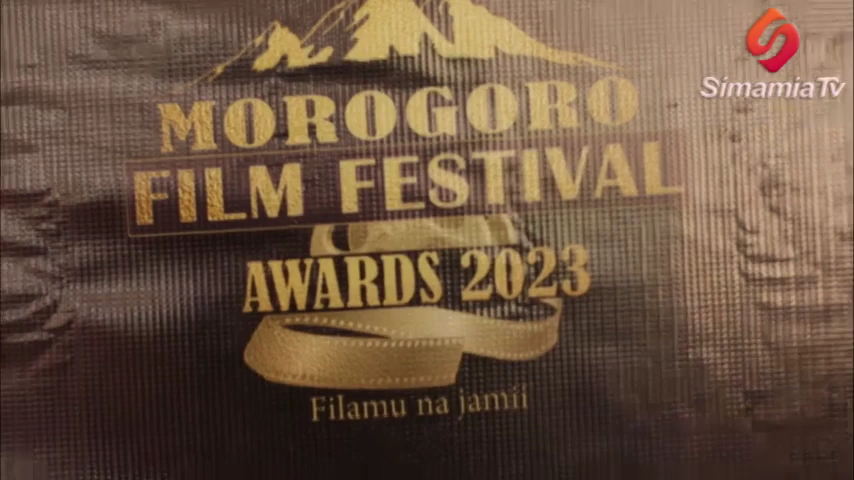 SimamiaTv
MOROGORO
FILM FESTIVAL
AWARDS 2023
Filamu na jamii